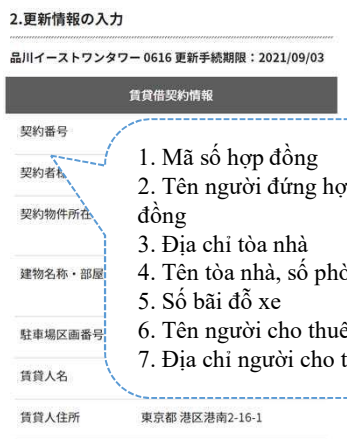 2.更新情報の入力
品川イーストワンタワー 0616 更新手続期限：2021/09/03
賃貸借契約情報
契約番号
契約者
契約物件所在
建物名称・部屋
駐車場区画番号
賃貸人名
賃貸人住所 東京都 港区港南2-16-1
1. Mã số hợp đồng
2. Tên người đứng hợ
đồng
3. Địa chỉ tòa nhà
4. Tên tòa nhà, số phò
5. Số bãi đỗ xe
6. Tên người cho thuê
7. Địa chỉ người cho t